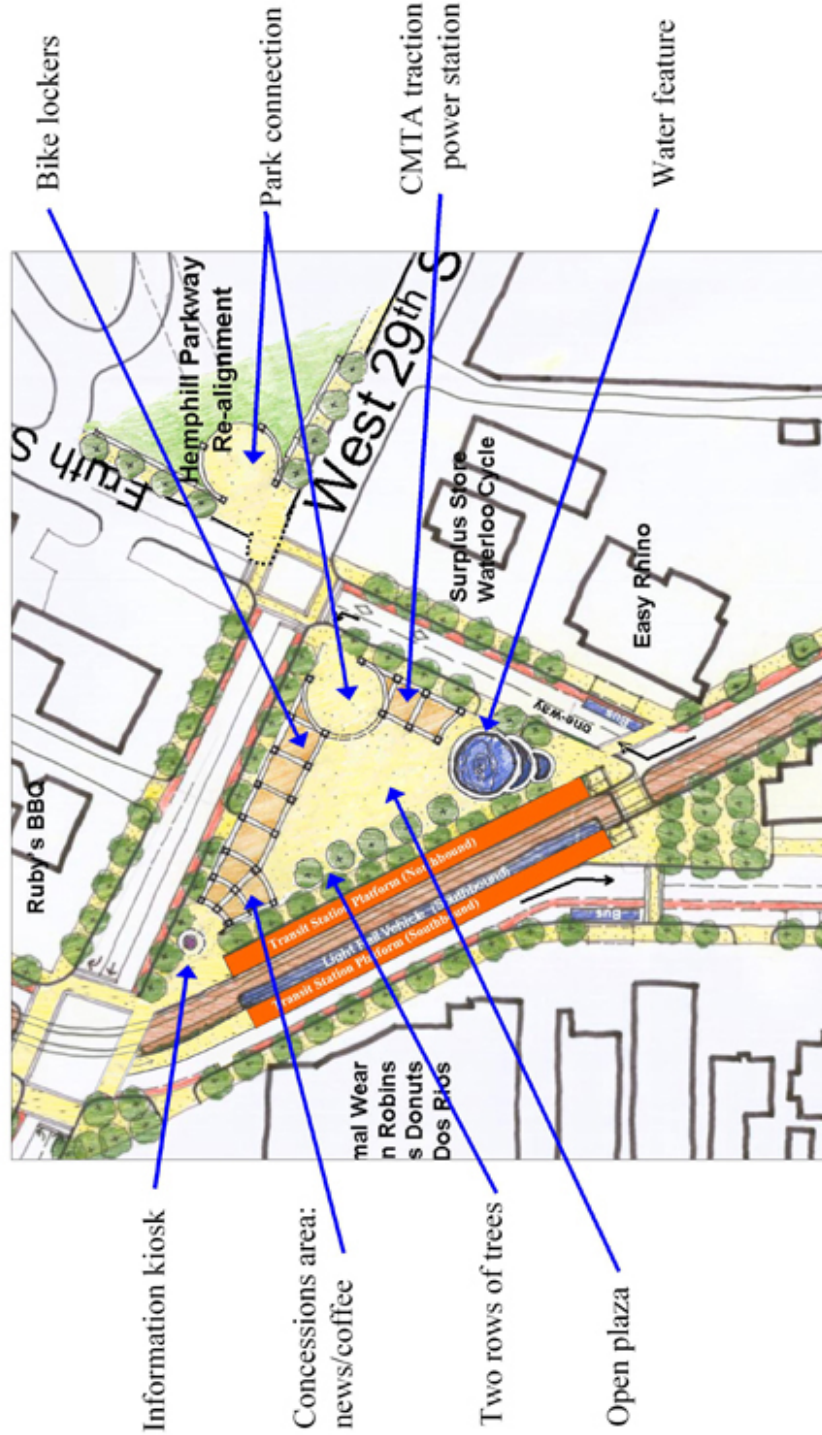 Information kiosk
Concessions area:
news/coffee
Two rows of trees
Open plaza
Ruby's BBQ
Fruth S
Hemphill Parkway
Re-alignment
West 29th S
Surplus Store
Waterloo Cycle
Easy Rhino
one-way
Bus
Transit Station Platform (Northbound)
Light Rail Vehicle (Southbound)
Transit Station Platform (Southbound)
Bus
mal Wear
n Robins
s Donuts
Dos Rios
Bike lockers
Park connection
CMTA traction
power station
Water feature